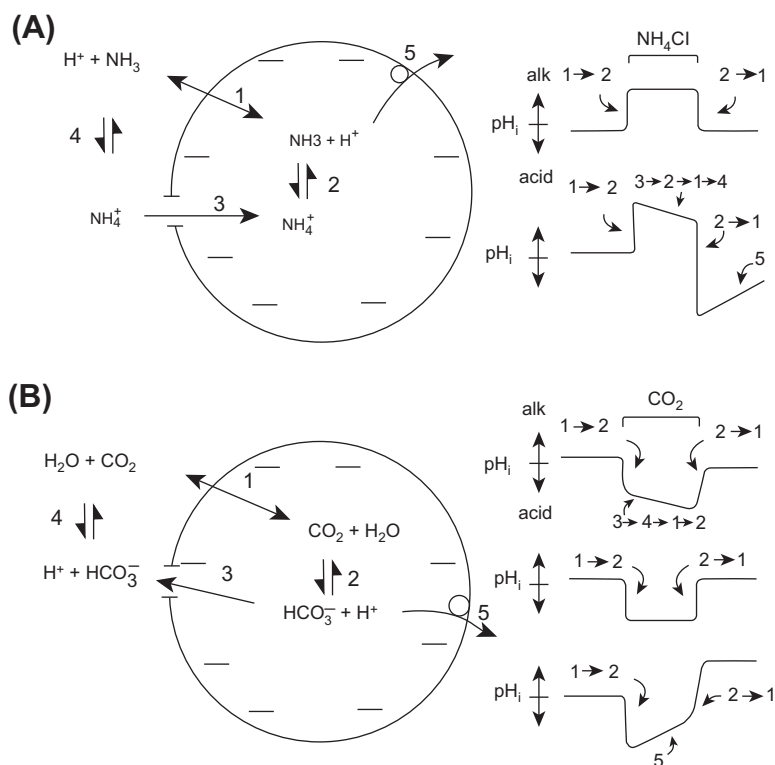 (A)
H⁺ + NH₃
1
5
4
NH3 + H⁺
2
NH₄⁺
3
NH₄⁺
NH₄Cl
alk
1→2
2→1
pHᵢ
acid
1→2
3→2→1→4
2→1
pHᵢ
5
(B)
H₂O + CO₂
1
4
CO₂ + H₂O
2
H⁺ + HCO₃⁻
3
HCO₃⁻ + H⁺
5
CO₂
alk
1→2
2→1
pHᵢ
acid
3→4→1→2
1→2
2→1
pHᵢ
1→2
pHᵢ
2→1
5